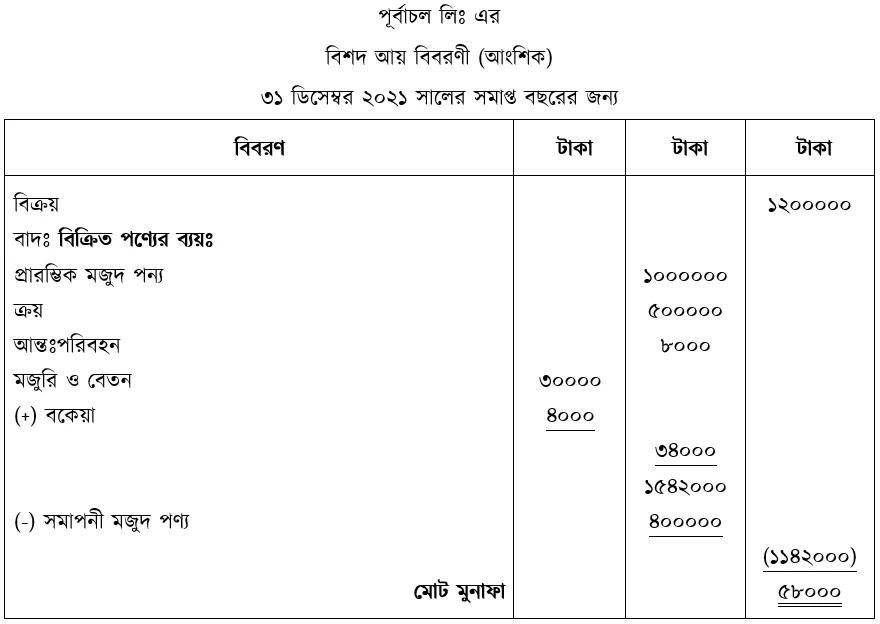 পূর্বাচল লিঃ এর
বিশদ আয় বিবরণী (আংশিক)
৩১ ডিসেম্বর ২০২১ সালের সমাপ্ত বছরের জন্য
বিবরণ টাকা টাকা টাকা
বিক্রয় ১২০০০০০
বাদঃ বিক্রিত পণ্যের ব্যয়ঃ
প্রারম্ভিক মজুদ পন্য ১০০০০০০
ক্রয় ৫০০০০০
আন্তঃপরিবহন ৮০০০
মজুরি ও বেতন ৩০০০০
(+) বকেয়া ৪০০০
৩৪০০০
১৫৪২০০০
(-) সমাপনী মজুদ পণ্য ৪০০০০০
(১১৪২০০০)
মোট মুনাফা ৫৮০০০